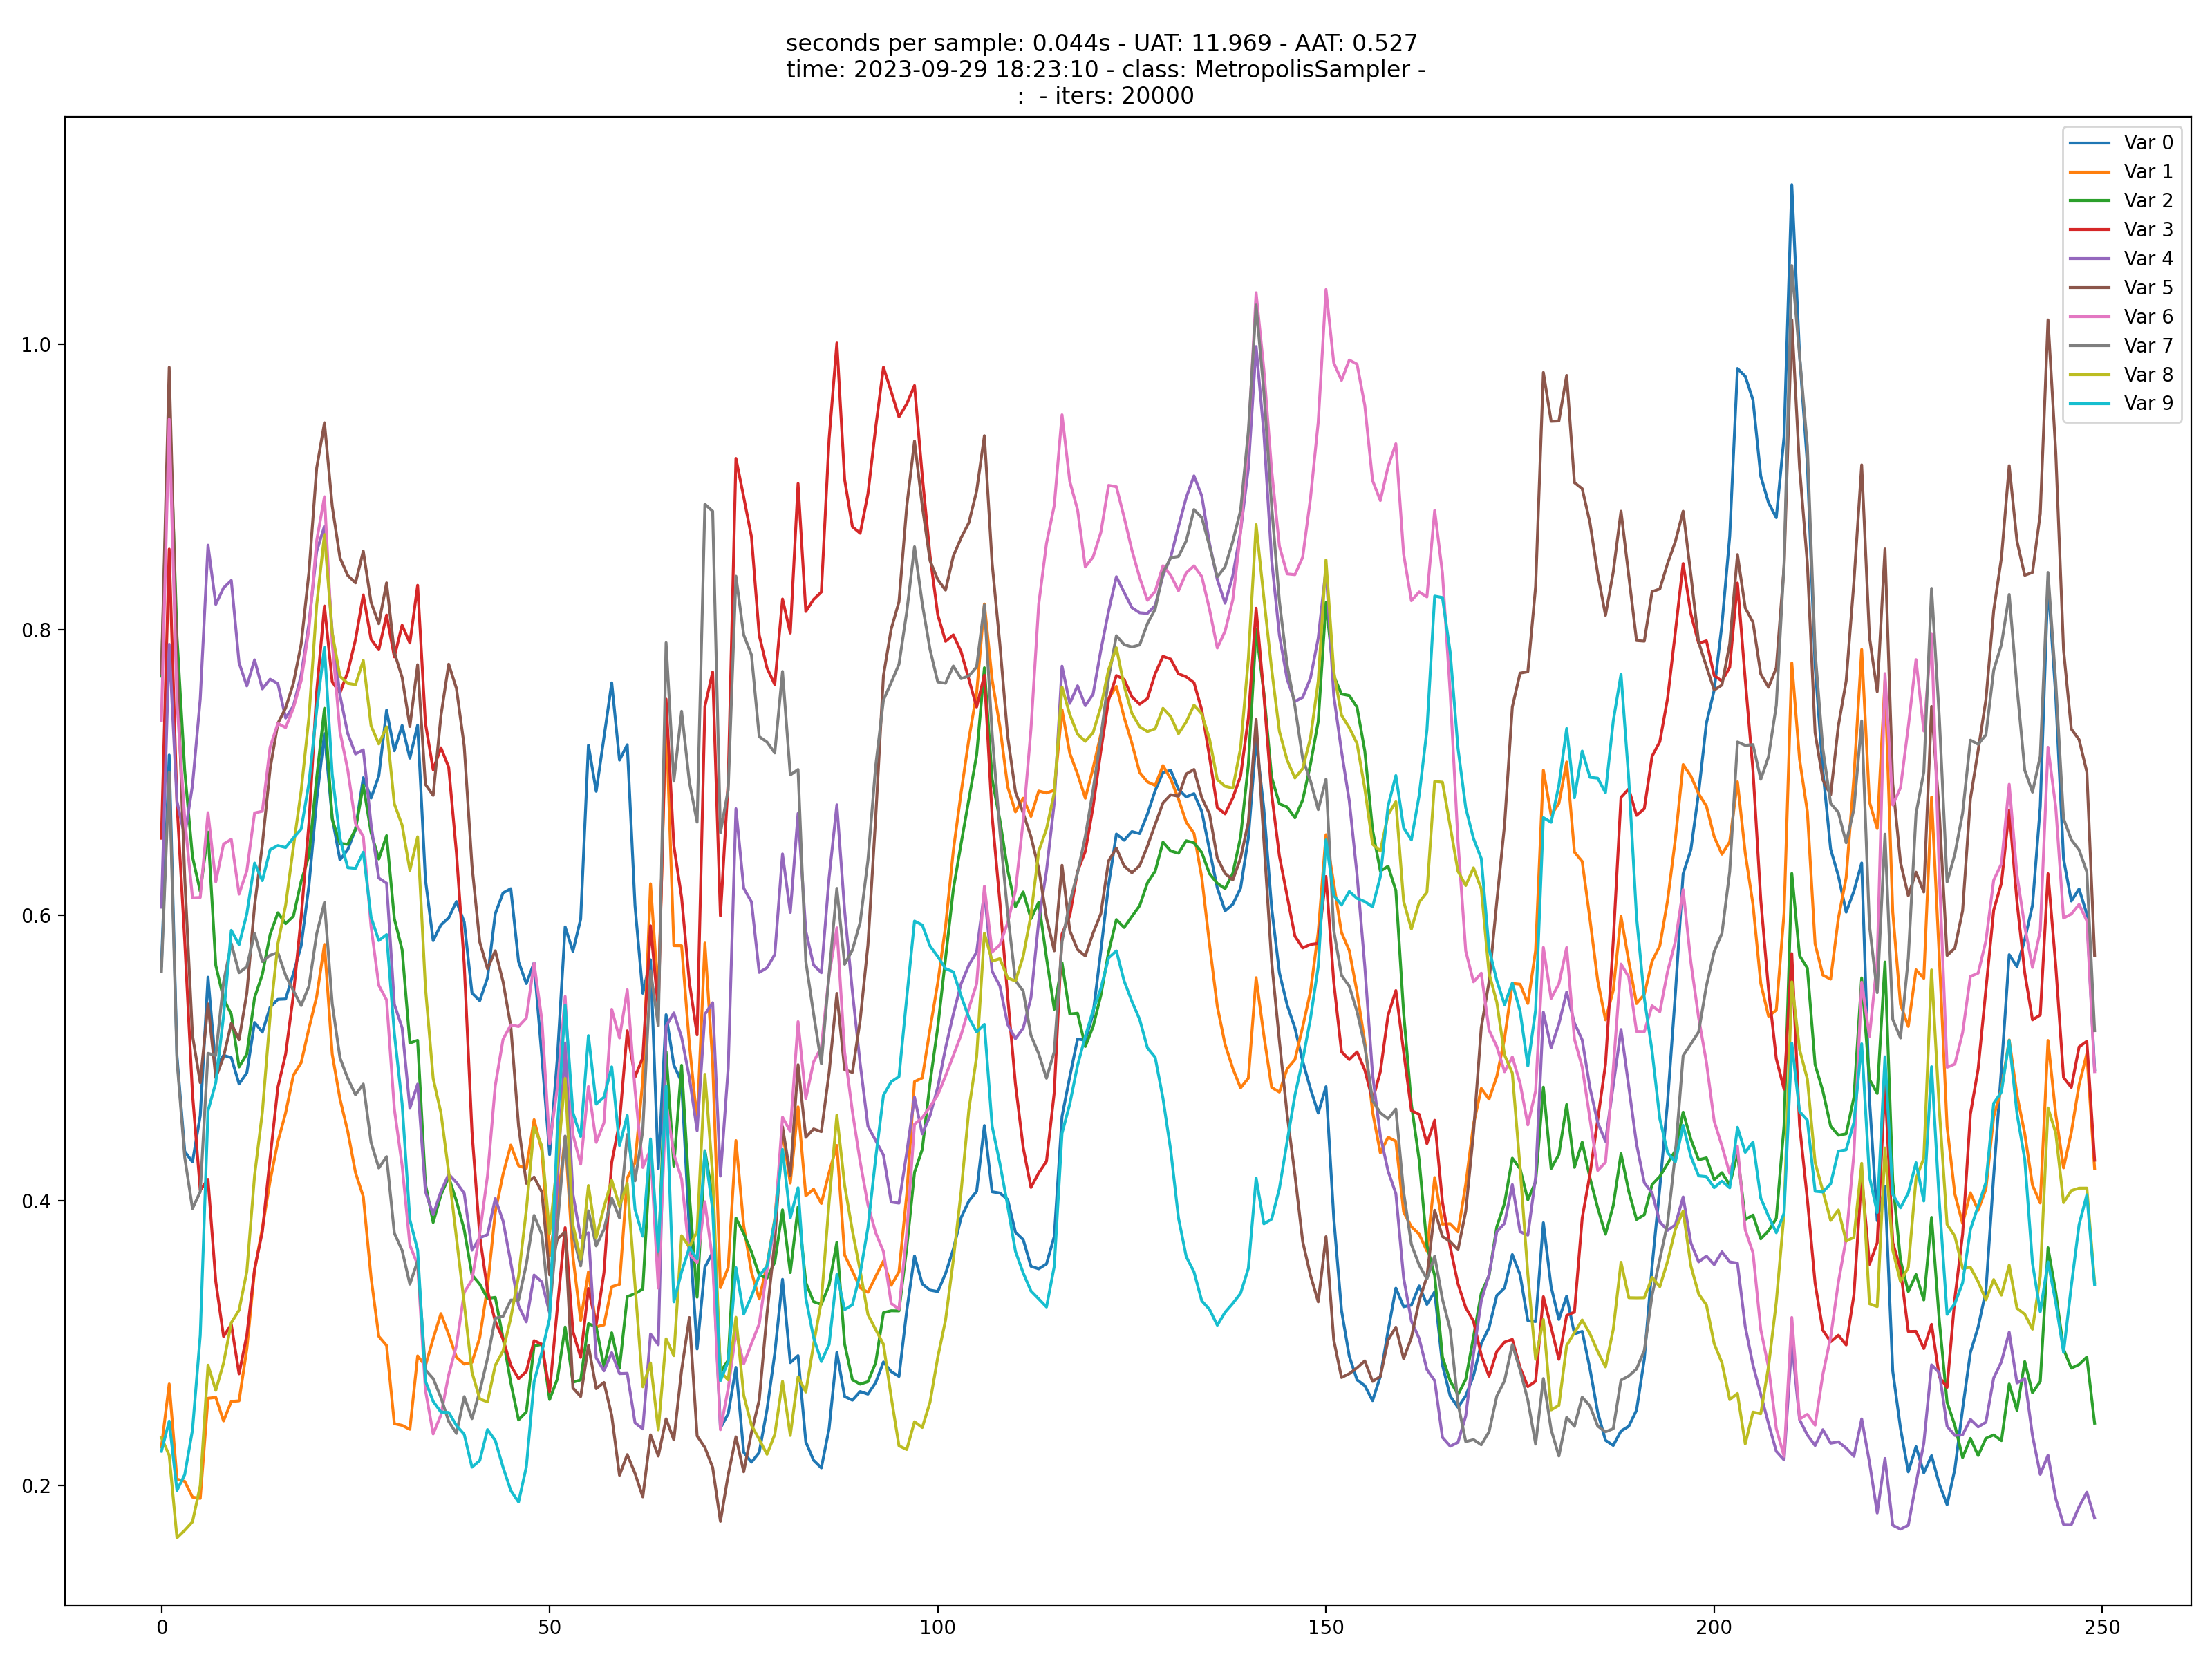 seconds per sample: 0.044s - UAT: 11.969 - AAT: 0.527
time: 2023-09-29 18:23:10 - class: MetropolisSampler -
:  - iters: 20000
Var 0
Var 1
Var 2
Var 3
Var 4
Var 5
Var 6
Var 7
Var 8
Var 9
1.0
0.8
0.6
0.4
0.2
0 50 100 150 200 250